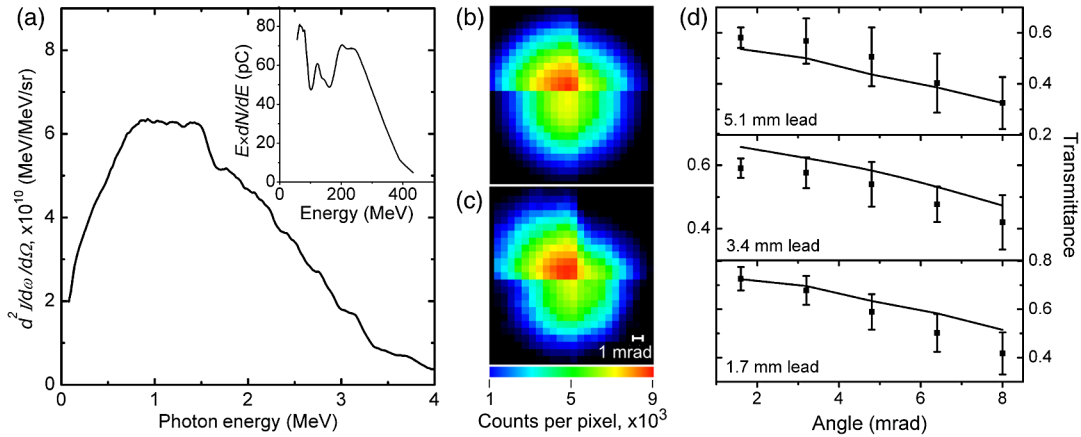 (a)
d²I/dω/dΩ, x10¹⁰ (MeV/MeV/sr)
8
6
4
2
0
0 1 2 3 4
Photon energy (MeV)
ExdN/dE (pC)
80
60
40
20
0
0 200 400
Energy (MeV)
(b)
(c)
1 mrad
1 5 9
Counts per pixel, x10³
(d)
0.6
0.4
0.2
5.1 mm lead
0.6
0.4
3.4 mm lead
0.8
0.6
0.4
1.7 mm lead
2 4 6 8
Angle (mrad)
Transmittance